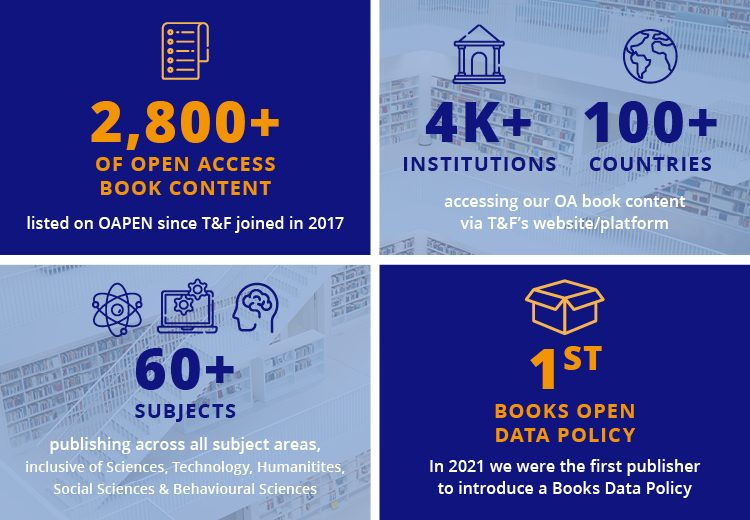 2,800+
OF OPEN ACCESS
BOOK CONTENT
listed on OAPEN since T&F joined in 2017
4K+
INSTITUTIONS
100+
COUNTRIES
accessing our OA book content
via T&F's website/platform
60+
SUBJECTS
publishing across all subject areas,
inclusive of Sciences, Technology, Humanitites,
Social Sciences & Behavioural Sciences
1ST
BOOKS OPEN
DATA POLICY
In 2021 we were the first publisher
to introduce a Books Data Policy